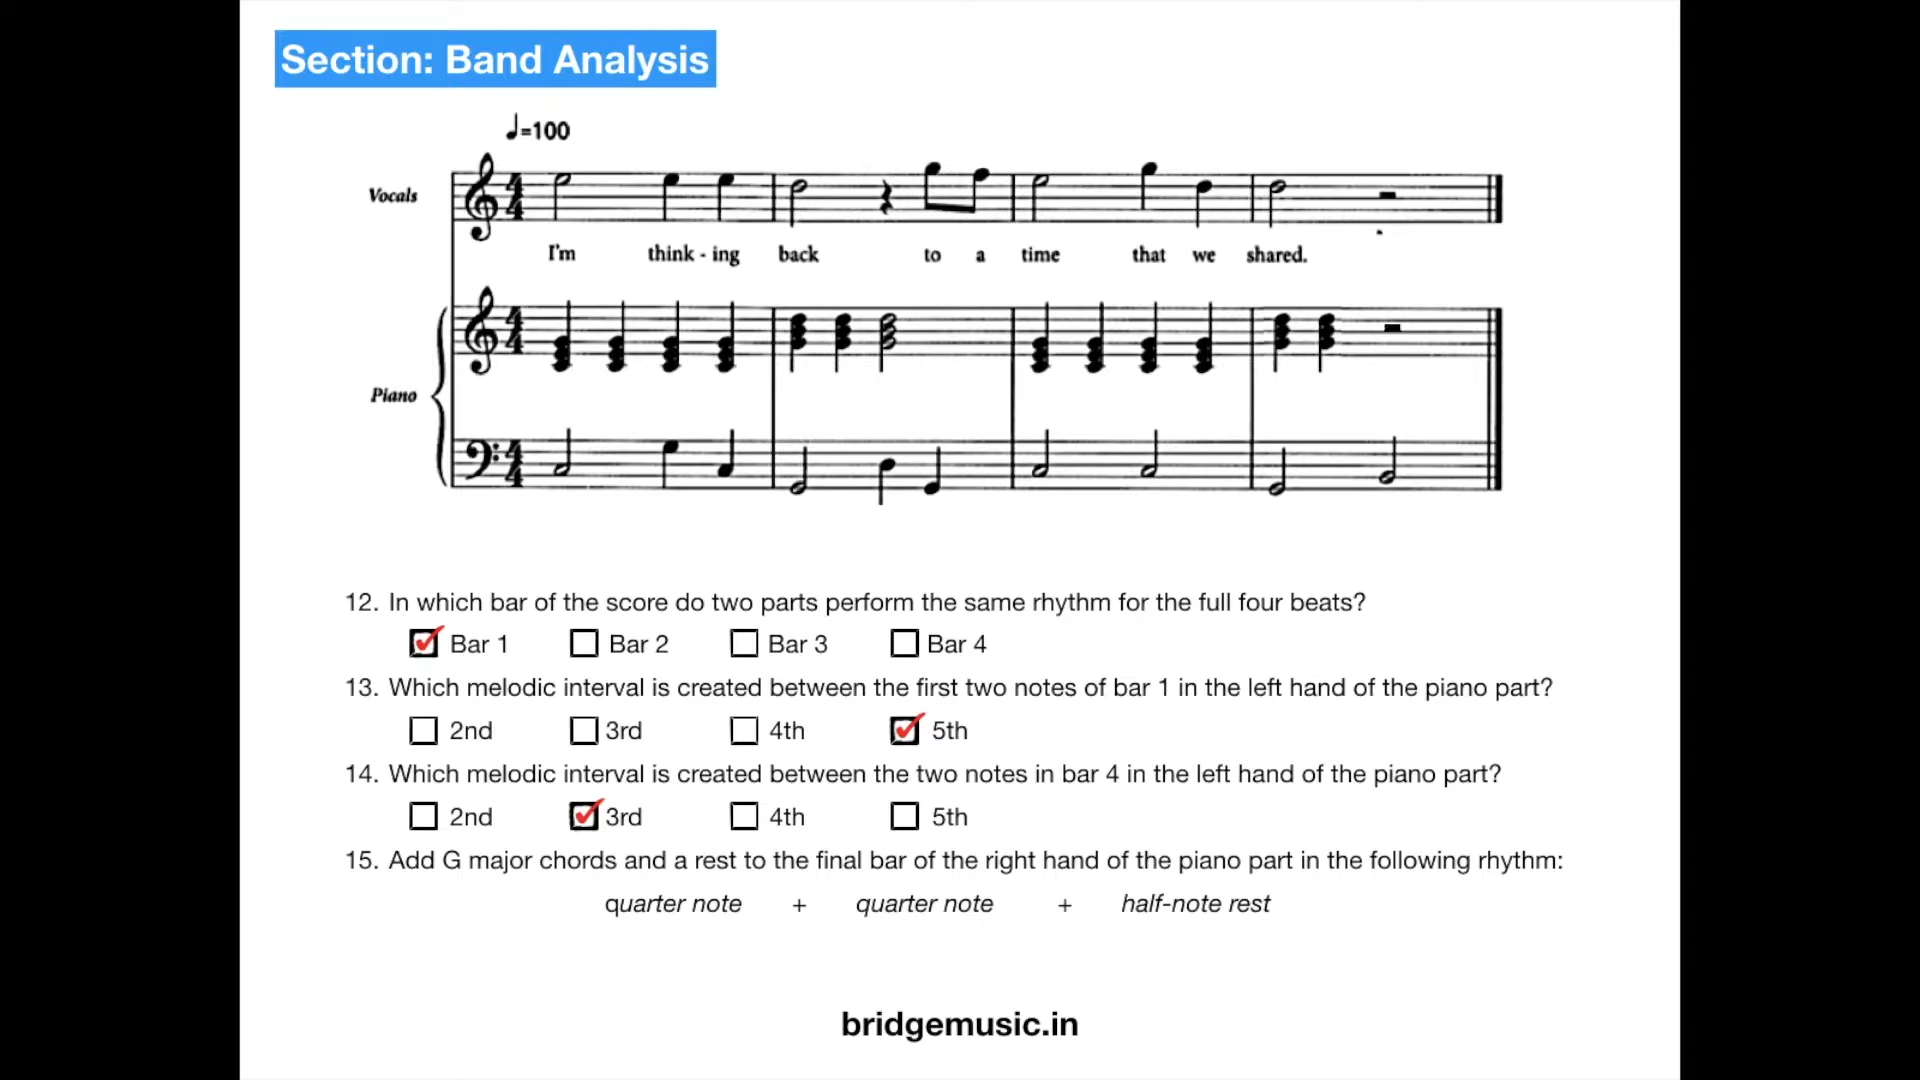 Section: Band Analysis
♩=100
Vocals
I'm think - ing back to a time that we shared.
Piano
12. In which bar of the score do two parts perform the same rhythm for the full four beats?
Bar 1 Bar 2 Bar 3 Bar 4
13. Which melodic interval is created between the first two notes of bar 1 in the left hand of the piano part?
2nd 3rd 4th 5th
14. Which melodic interval is created between the two notes in bar 4 in the left hand of the piano part?
2nd 3rd 4th 5th
15. Add G major chords and a rest to the final bar of the right hand of the piano part in the following rhythm:
quarter note + quarter note + half-note rest
bridgemusic.in